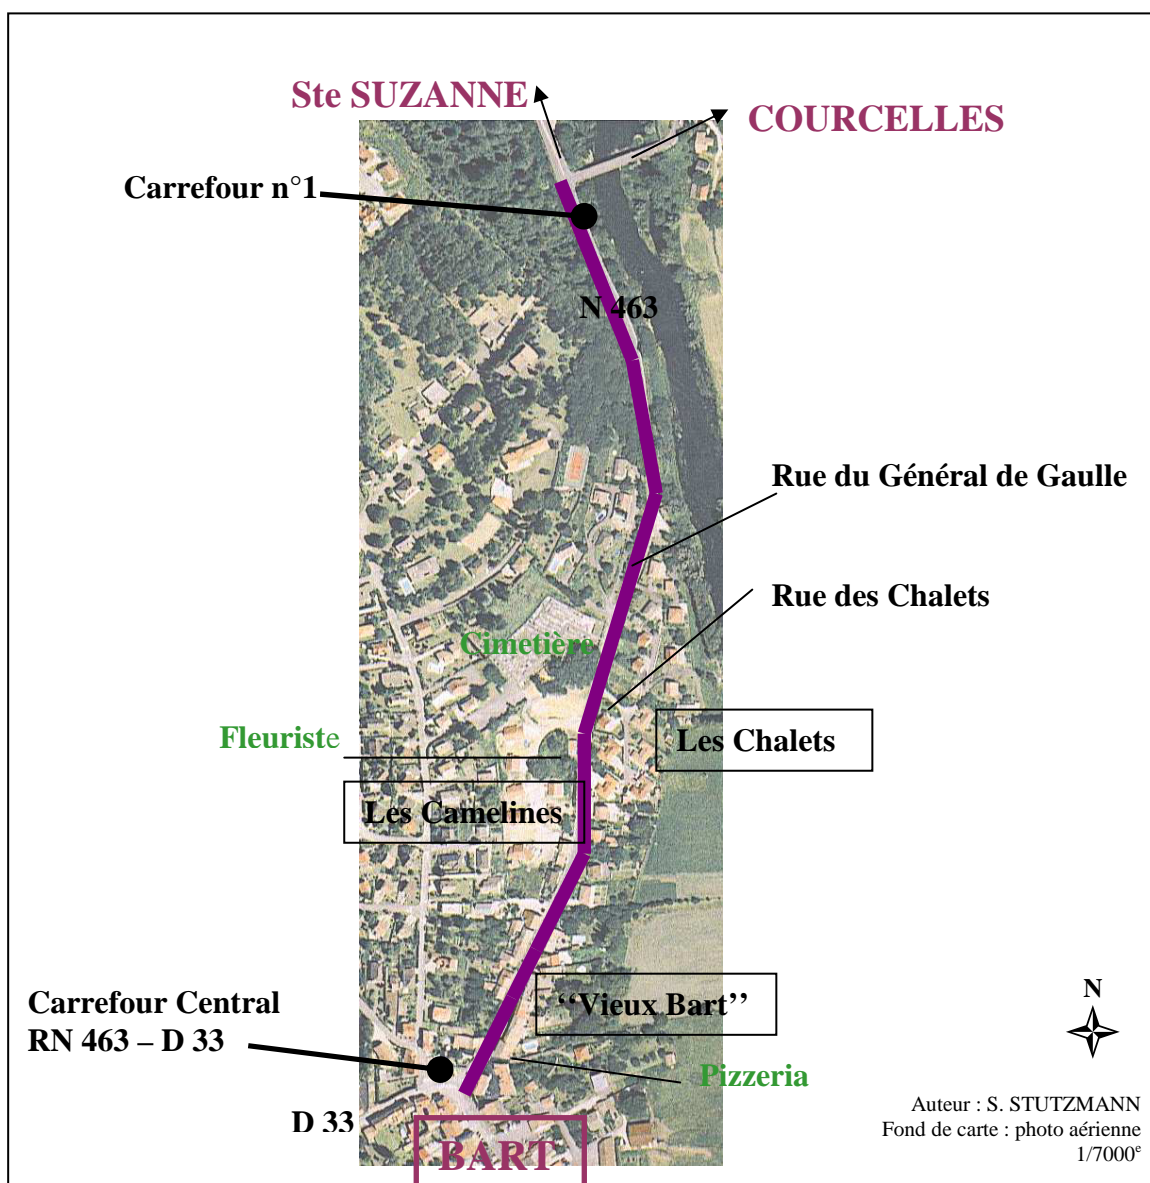 Ste SUZANNE
COURCELLES
Carrefour n°1
N 463
Rue du Général de Gaulle
Rue des Chalets
Cimetière
Fleuriste
Les Chalets
Les Camelines
Carrefour Central
RN 463 – D 33
‘‘Vieux Bart’’
N
Pizzeria
D 33
BART
Auteur : S. STUTZMANN
Fond de carte : photo aérienne
1/7000e